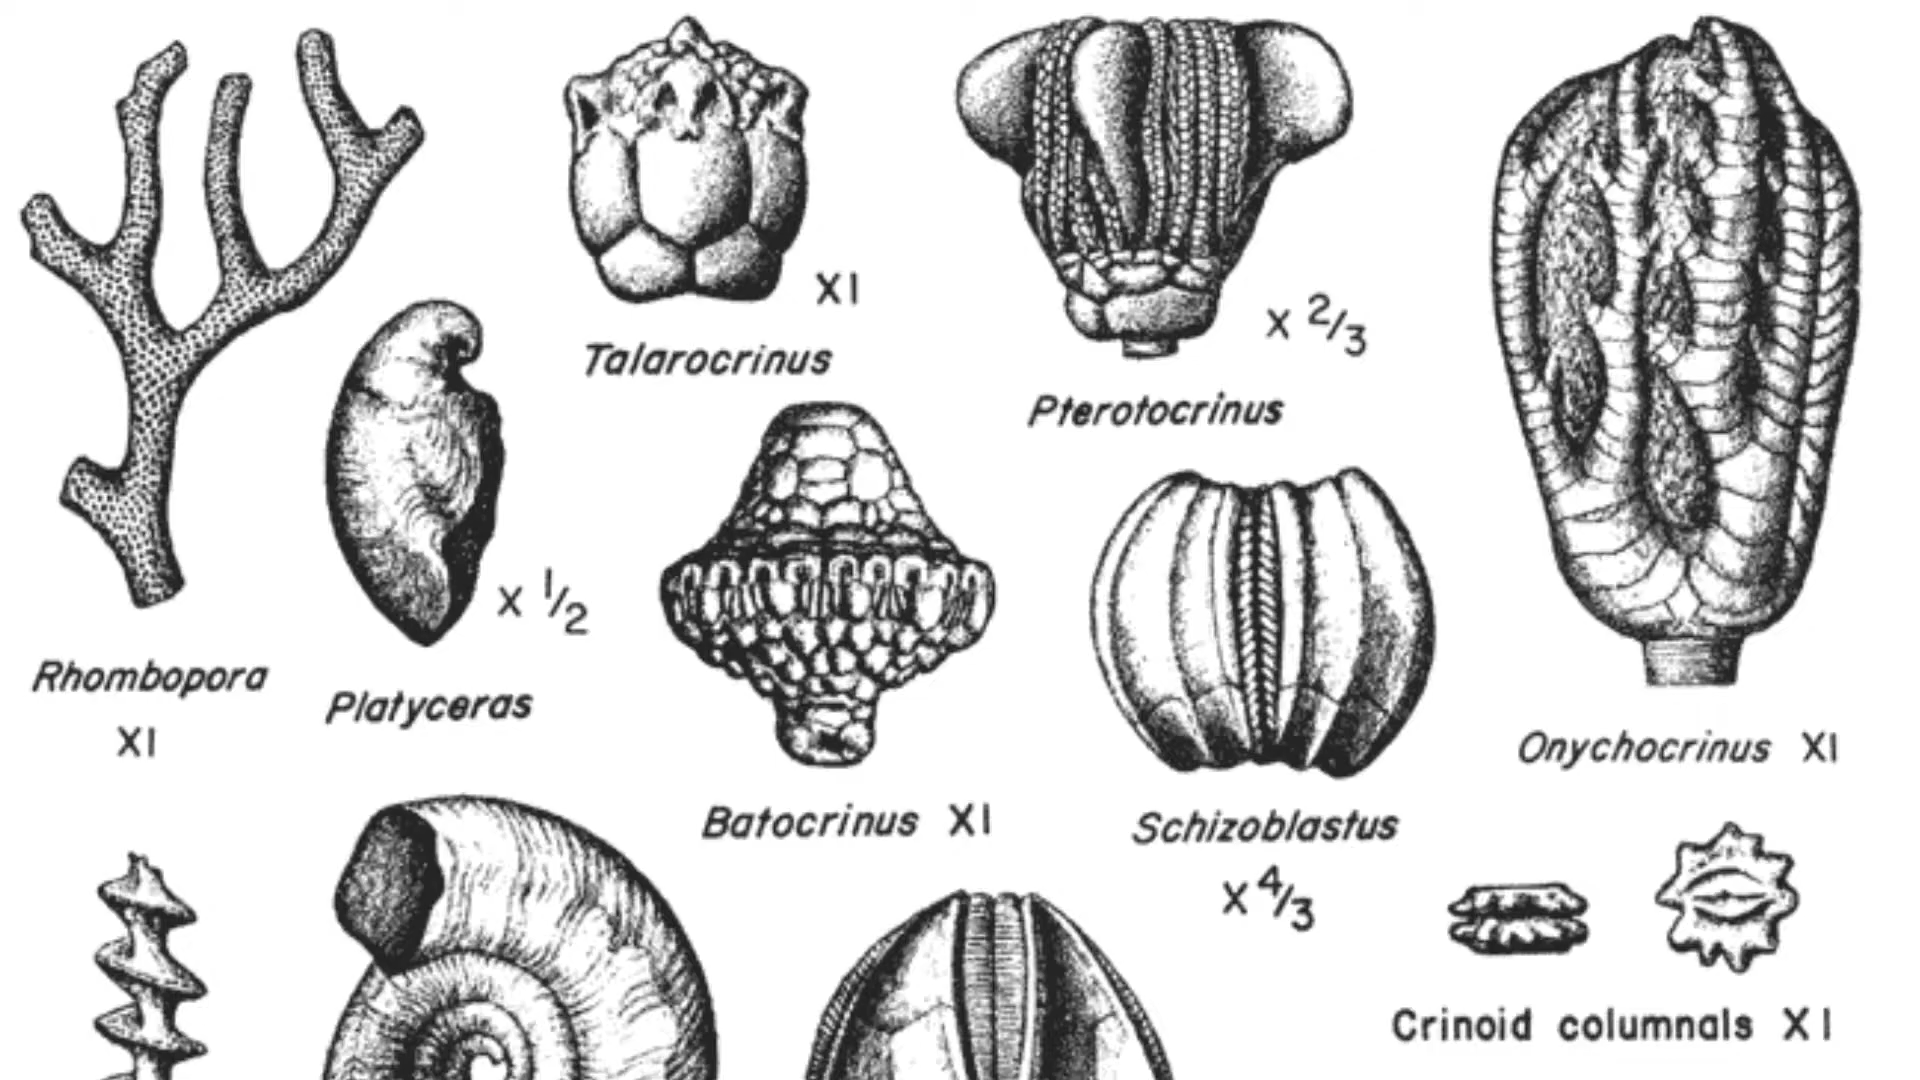 X1
Talarocrinus
X 2/3
Pterotocrinus
X 1/2
Rhombopora
X1
Platyceras
Batocrinus X1
Schizoblastus
X 4/3
Onychocrinus X1
Crinoid columnals X1